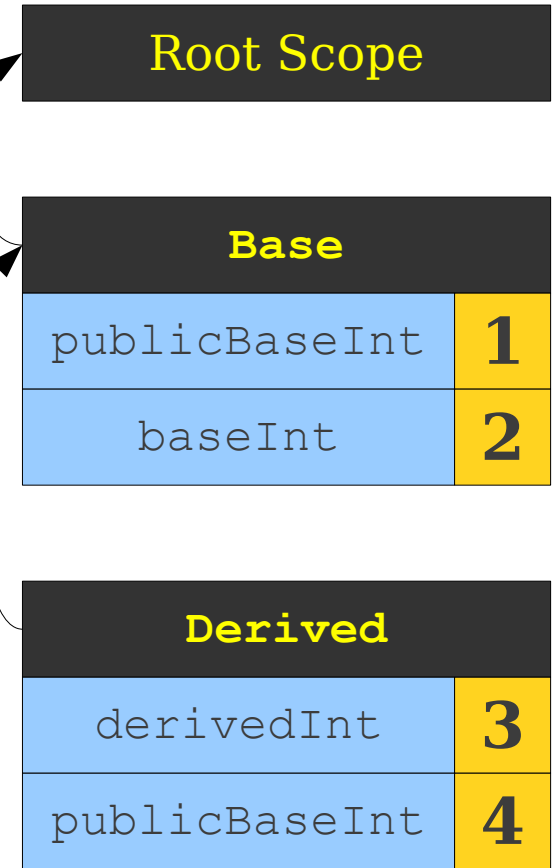 Root Scope
Base
publicBaseInt 1
baseInt 2
Derived
derivedInt 3
publicBaseInt 4